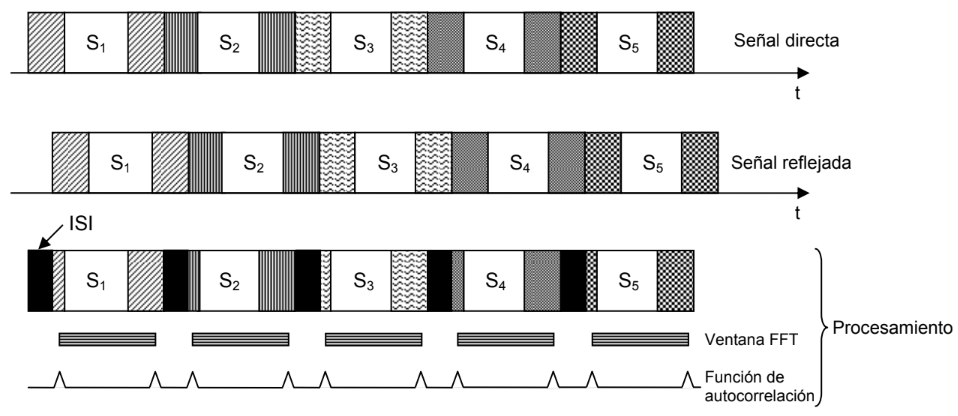 S1 S2 S3 S4 S5 Señal directa
t
S1 S2 S3 S4 S5 Señal reflejada
t
ISI
S1 S2 S3 S4 S5
Procesamiento
Ventana FFT
Función de
autocorrelación